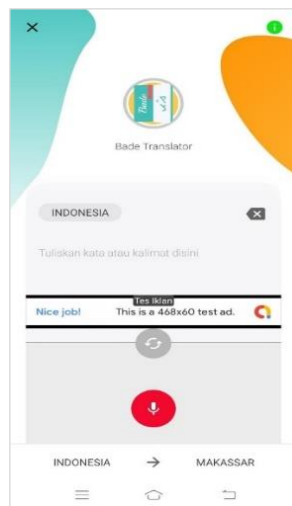 Bade
Bade Translator
INDONESIA
Tuliskan kata atau kalimat disini
Tes Iklan
Nice job! This is a 468x60 test ad.
INDONESIA → MAKASSAR